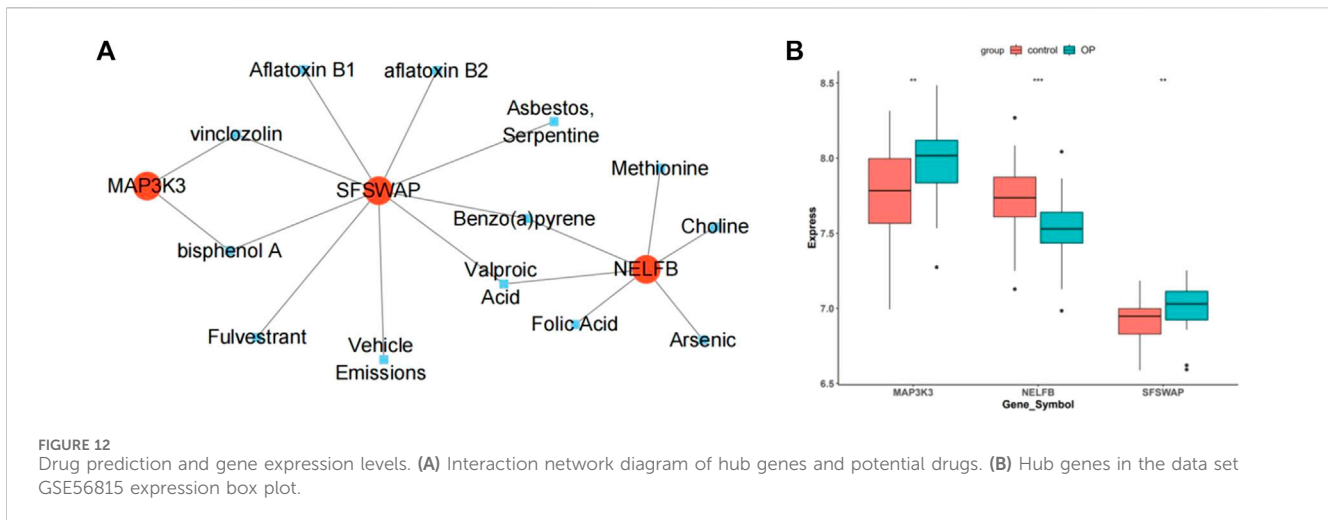 A
Aflatoxin B1
aflatoxin B2
Asbestos,
Serpentine
vinclozolin
Methionine
MAP3K3
SFSWAP
Benzo(a)pyrene
Choline
bisphenol A
Valproic
Acid
NELFB
Folic Acid
Arsenic
Fulvestrant
Vehicle
Emissions
B
group control OP
** *** **
8.5
8.0
7.5
7.0
6.5
Express
MAP3K3 NELFB SFSWAP
Gene_Symbol
FIGURE 12
Drug prediction and gene expression levels. (A) Interaction network diagram of hub genes and potential drugs. (B) Hub genes in the data set
GSE56815 expression box plot.